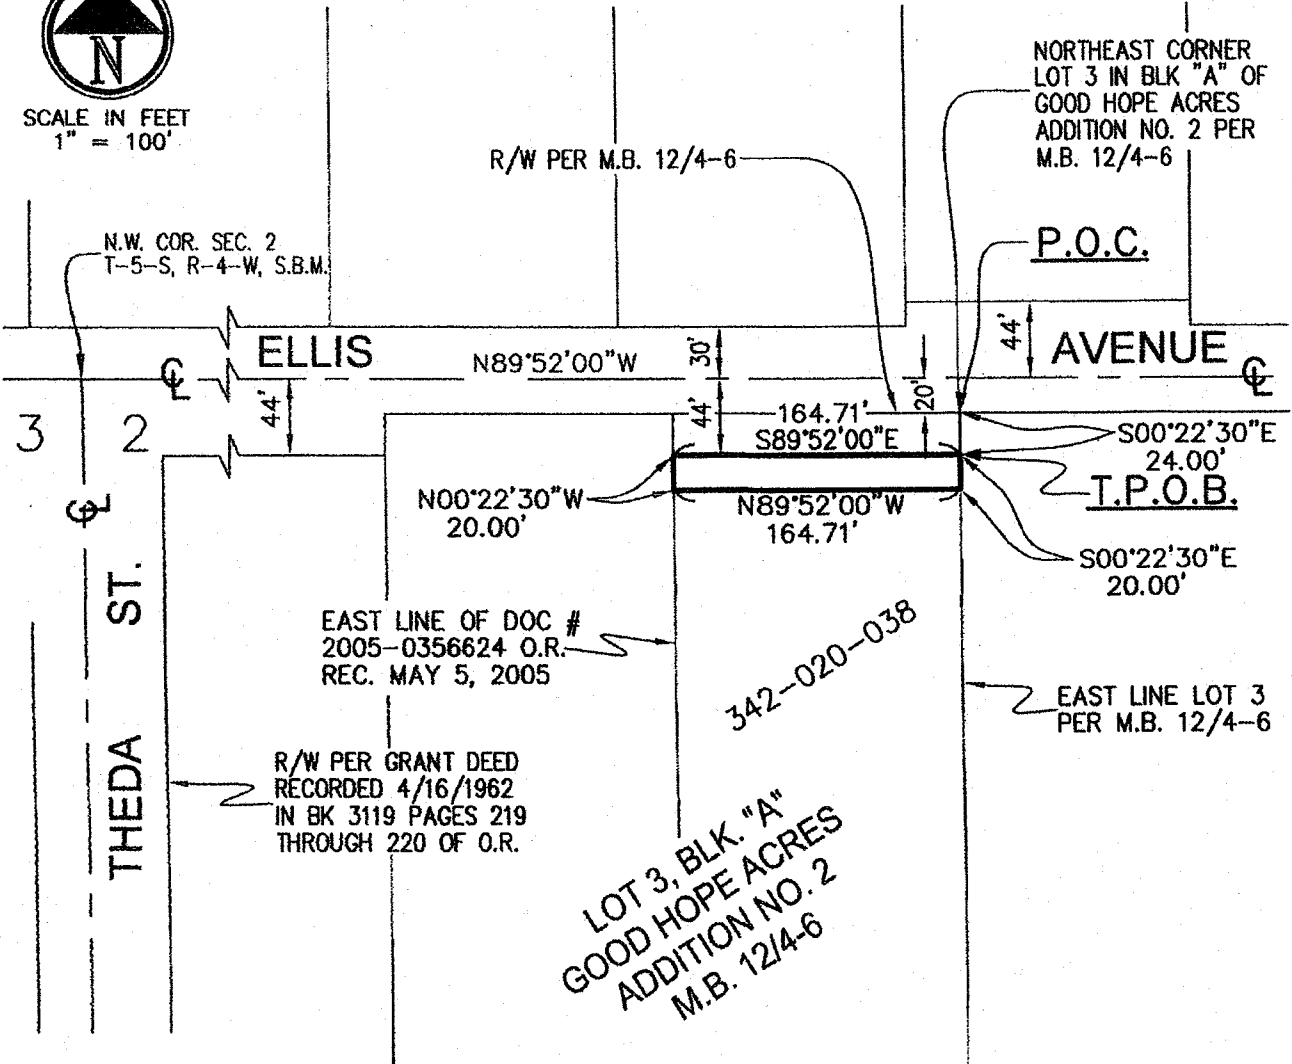 N
SCALE IN FEET
1" = 100'
NORTHEAST CORNER
LOT 3 IN BLK "A" OF
GOOD HOPE ACRES
ADDITION NO. 2 PER
M.B. 12/4-6
R/W PER M.B. 12/4-6
P.O.C.
N.W. COR. SEC. 2
T-5-S, R-4-W, S.B.M.
ELLIS
N89°52'00"W
30'
44'
AVENUE
CL
CL
44'
44'
20'
164.71'
S89°52'00"E
S00°22'30"E
24.00'
T.P.O.B.
3
2
CL
N00°22'30"W
20.00'
N89°52'00"W
164.71'
S00°22'30"E
20.00'
THEDA ST.
EAST LINE OF DOC #
2005-0356624 O.R.
REC. MAY 5, 2005
342-020-038
EAST LINE LOT 3
PER M.B. 12/4-6
R/W PER GRANT DEED
RECORDED 4/16/1962
IN BK 3119 PAGES 219
THROUGH 220 OF O.R.
LOT 3, BLK. "A"
GOOD HOPE ACRES
ADDITION NO. 2
M.B. 12/4-6